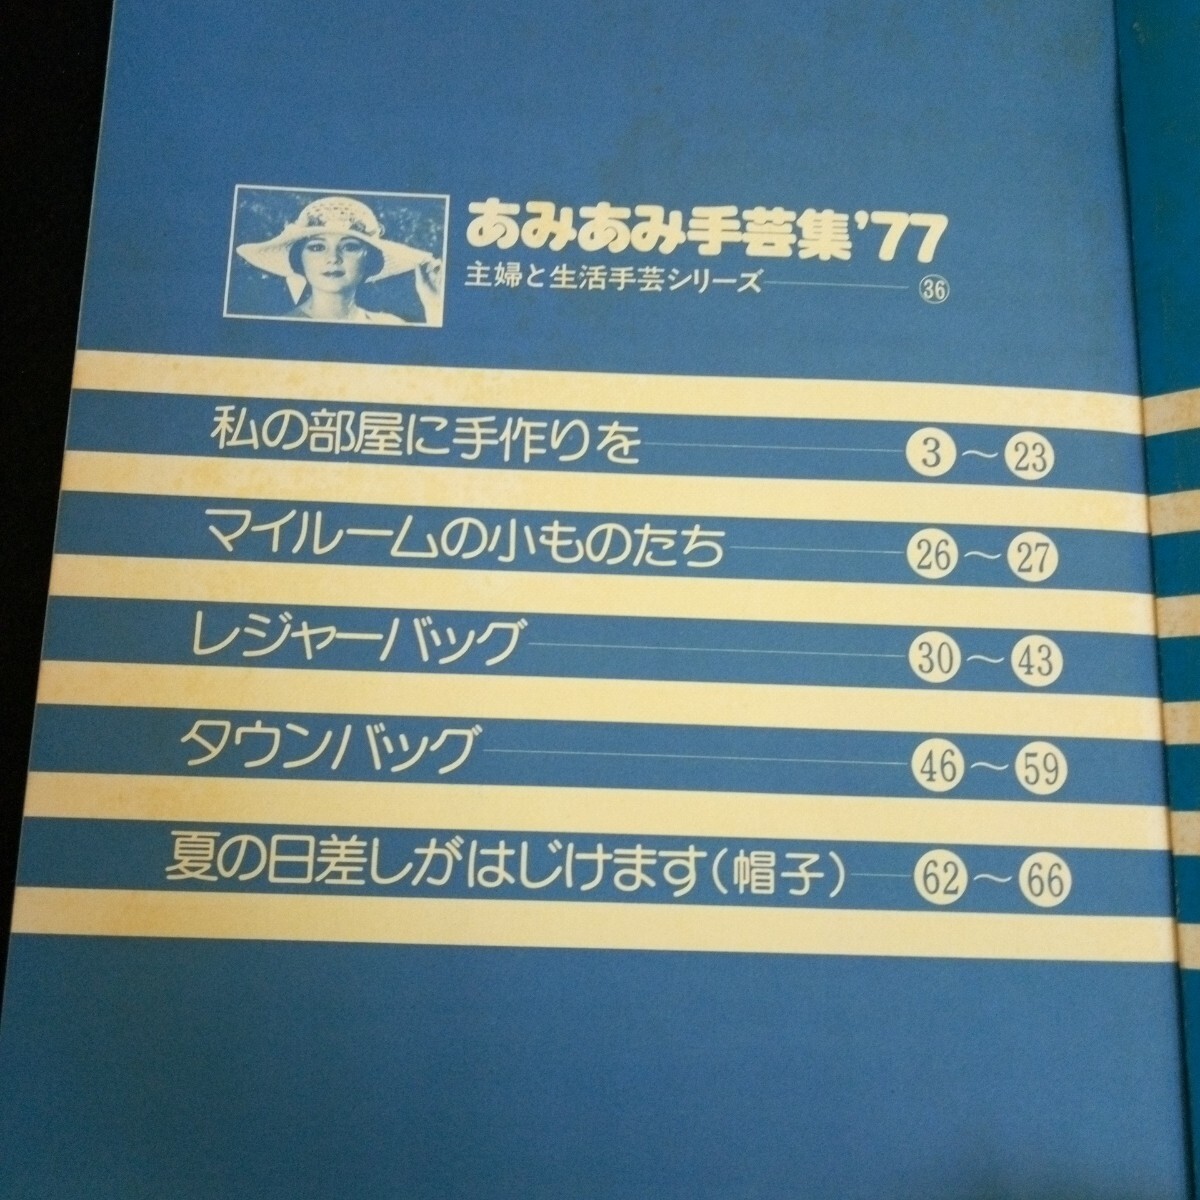 あみあみ手芸集'77
主婦と生活手芸シリーズ ㊱
私の部屋に手作りを 3〜23
マイルームの小ものたち 26〜27
レジャーバッグ 30〜43
タウンバッグ 46〜59
夏の日差しがはじけます(帽子) 62〜66